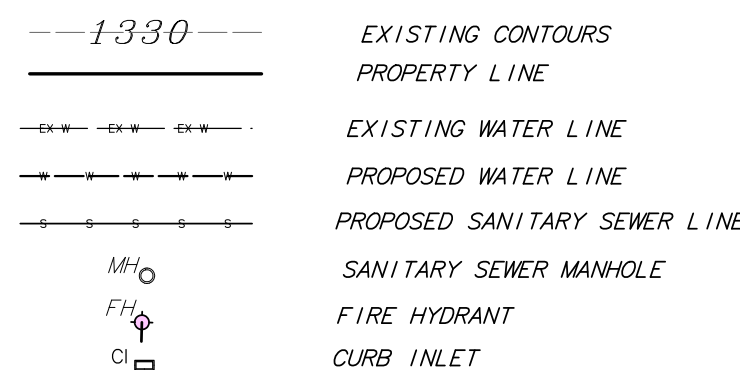 1330 EXISTING CONTOURS
PROPERTY LINE
EX W EX W EX W EXISTING WATER LINE
W W W W W PROPOSED WATER LINE
S S S S S PROPOSED SANITARY SEWER LINE
MH SANITARY SEWER MANHOLE
FH FIRE HYDRANT
CI CURB INLET